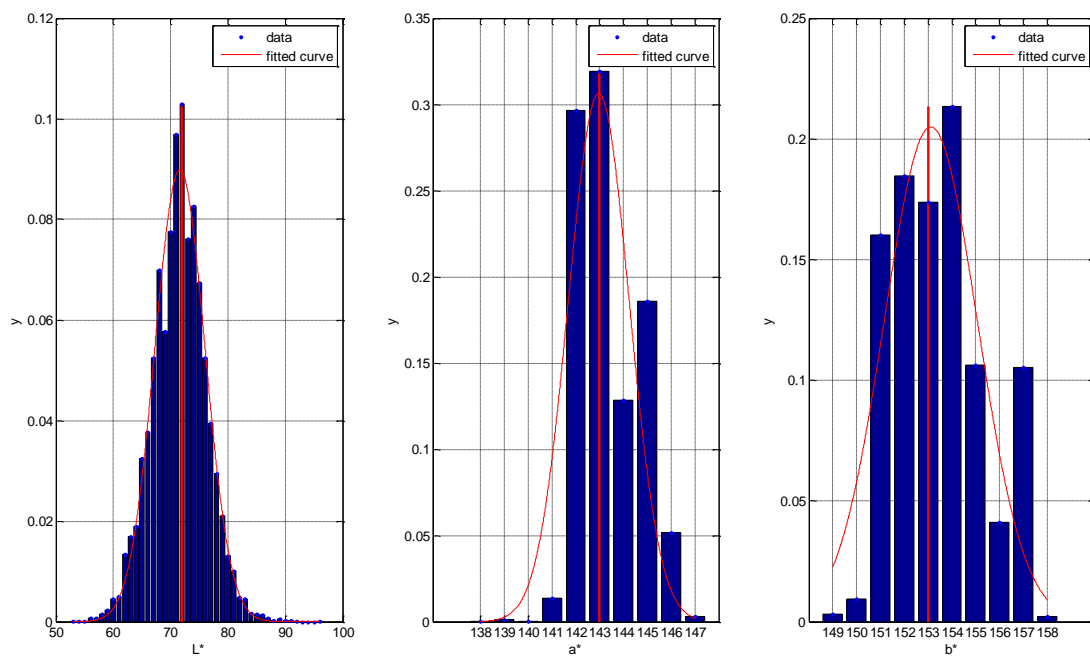 0.12
0.1
0.08
0.06
0.04
0.02
0
50 60 70 80 90 100
L*
y
data
fitted curve
0.35
0.3
0.25
0.2
0.15
0.1
0.05
0
138 139 140 141 142 143 144 145 146 147
a*
y
data
fitted curve
0.25
0.2
0.15
0.1
0.05
0
149 150 151 152 153 154 155 156 157 158
b*
y
data
fitted curve